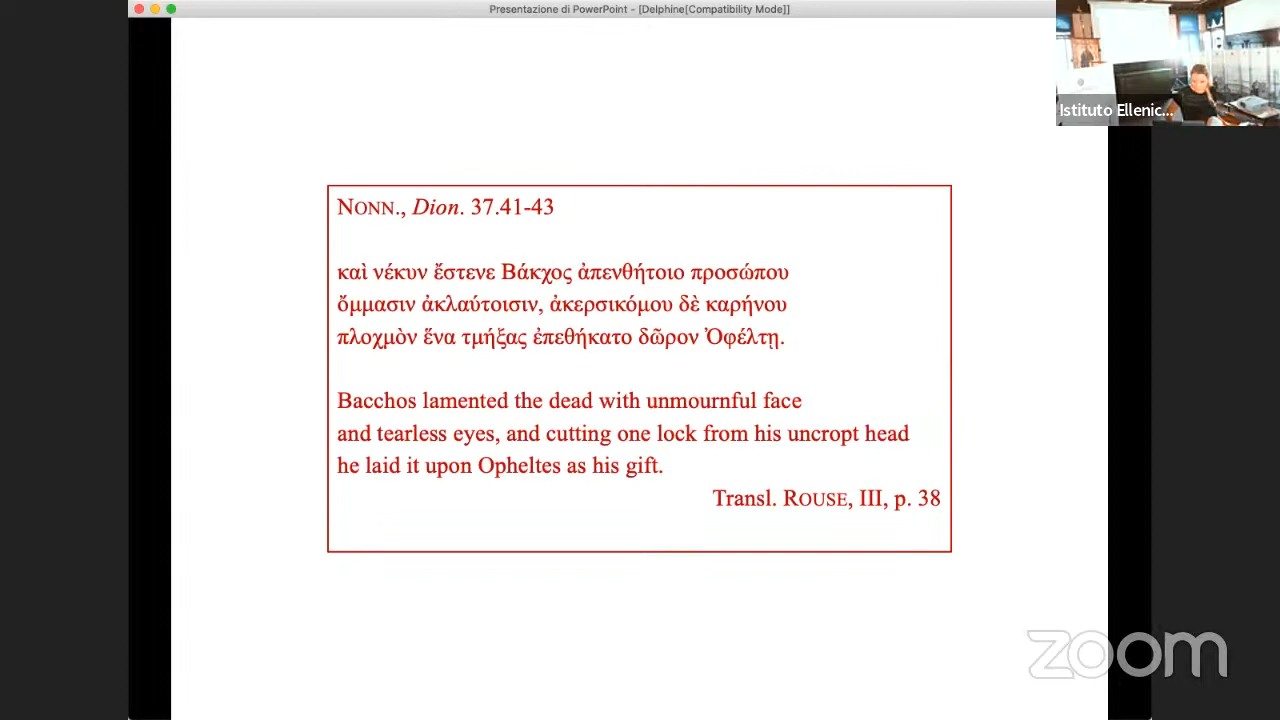 Presentazione di PowerPoint - [Delphine[Compatibility Mode]]
Istituto Ellenic...
NONN., Dion. 37.41-43
καὶ νέκυν ἔστενε Βάκχος ἀπενθήτοιο προσώπου
ὄμμασιν ἀκλαύτοισιν, ἀκερσικόμου δὲ καρήνου
πλοχμὸν ἕνα τμήξας ἐπεθήκατο δῶρον Ὀφέλτῃ.
Bacchos lamented the dead with unmournful face
and tearless eyes, and cutting one lock from his uncropt head
he laid it upon Opheltes as his gift.
Transl. ROUSE, III, p. 38
zoom